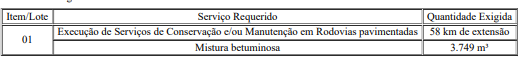 Item/Lote Serviço Requerido Quantidade Exigida
01 Execução de Serviços de Conservação e/ou Manutenção em Rodovias pavimentadas 58 km de extensão
Mistura betuminosa 3.749 m³